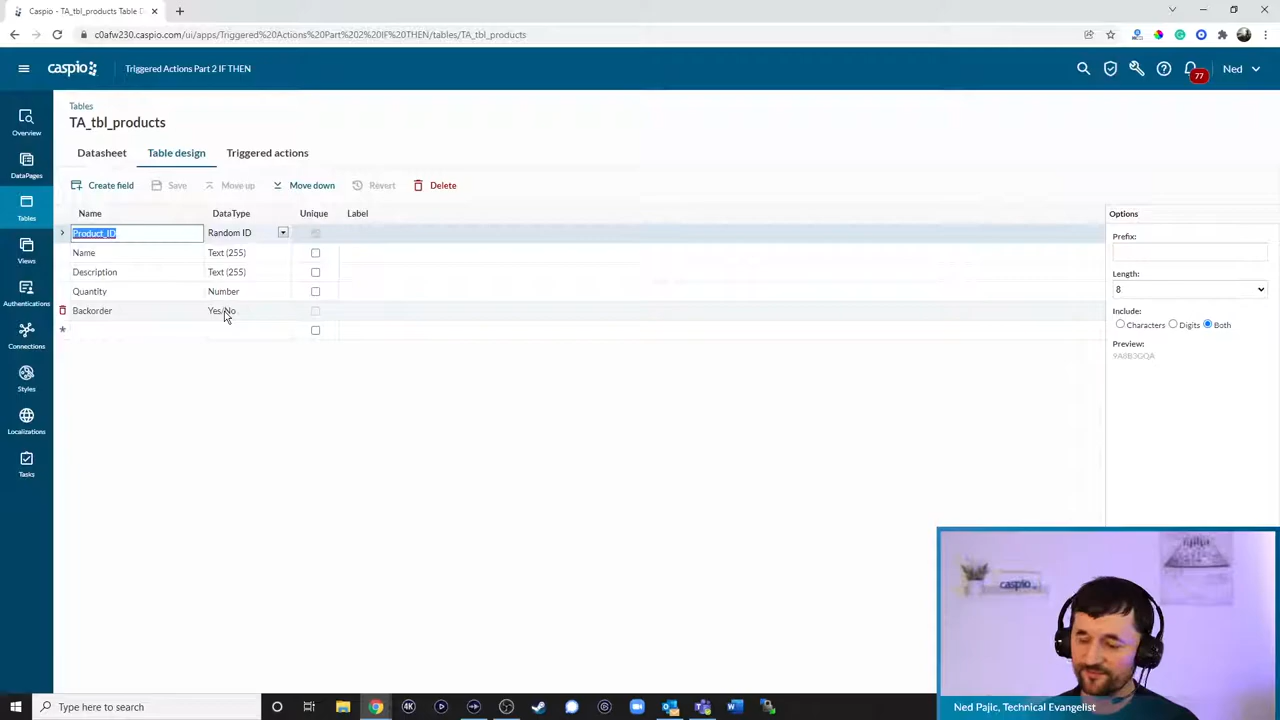 Caspio - TA_tbl_products Table D
c0afw230.caspio.com/ui/apps/Triggered%20Actions%20Part%202%20IF%20THEN/tables/TA_tbl_products
caspio
Triggered Actions Part 2 IF THEN
77
Ned
Overview
DataPages
Tables
Views
Authentications
Connections
Styles
Localizations
Tasks
Tables
TA_tbl_products
Datasheet
Table design
Triggered actions
Create field
Save
Move up
Move down
Revert
Delete
Name
DataType
Unique
Label
Product_ID
Random ID
Name
Text (255)
Description
Text (255)
Quantity
Number
Backorder
Yes/No
Options
Prefix:
Length:
8
Include:
Characters
Digits
Both
Preview:
9A8B3GQA
caspio
Ned Pajic, Technical Evangelist
Type here to search